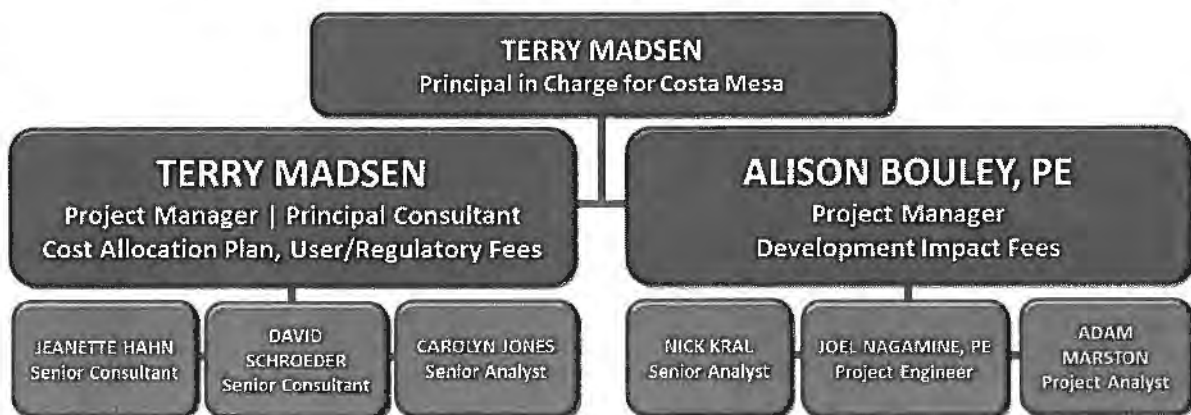 TERRY MADSEN
Principal in Charge for Costa Mesa
TERRY MADSEN
Project Manager | Principal Consultant
Cost Allocation Plan, User/Regulatory Fees
ALISON BOULEY, PE
Project Manager
Development Impact Fees
JEANETTE HAHN
Senior Consultant
DAVID
SCHROEDER
Senior Consultant
CAROLYN JONES
Senior Analyst
NICK KRAL
Senior Analyst
JOEL NAGAMINE, PE
Project Engineer
ADAM
MARSTON
Project Analyst